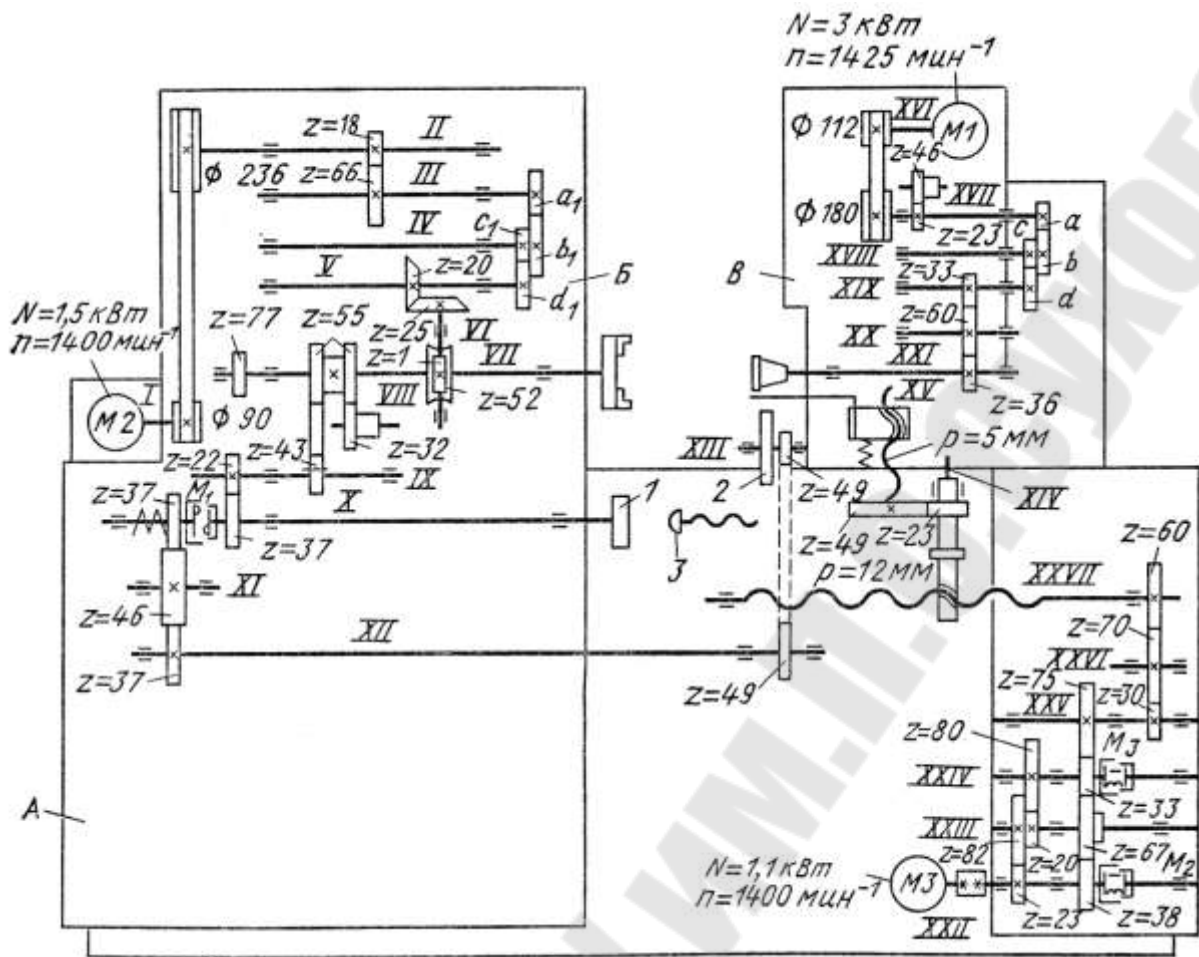 N=3 кВт
n=1425 мин⁻¹
XVI
M1
Ф 112
z=46
XVII
Ф 180
z=23
c
a
XVIII
b
z=33
XIX
d
z=60
XX
XXI
XV
z=36
В
z=18
II
Ф 236
z=66
III
a₁
IV
c₁
b₁
V
z=20
Б
d₁
z=25
VI
N=1,5 кВт
n=1400 мин⁻¹
z=77
z=55
z=1
VII
I
M2
Ф 90
VIII
z=52
z=43
z=32
z=22
IX
z=37
M₁
X
1
z=37
XIII
2
z=49
3
p=5 мм
XIV
z=49
z=23
p=12 мм
XXVII
z=60
XI
z=46
XII
z=37
z=49
z=70
XXVI
z=75
XXV
z=30
z=80
M₃
XXIV
z=33
XXIII
z=82
z=20
z=67
M₂
A
N=1,1 кВт
n=1400 мин⁻¹
M3
XXII
z=23
z=38
им.П.О.Сухого